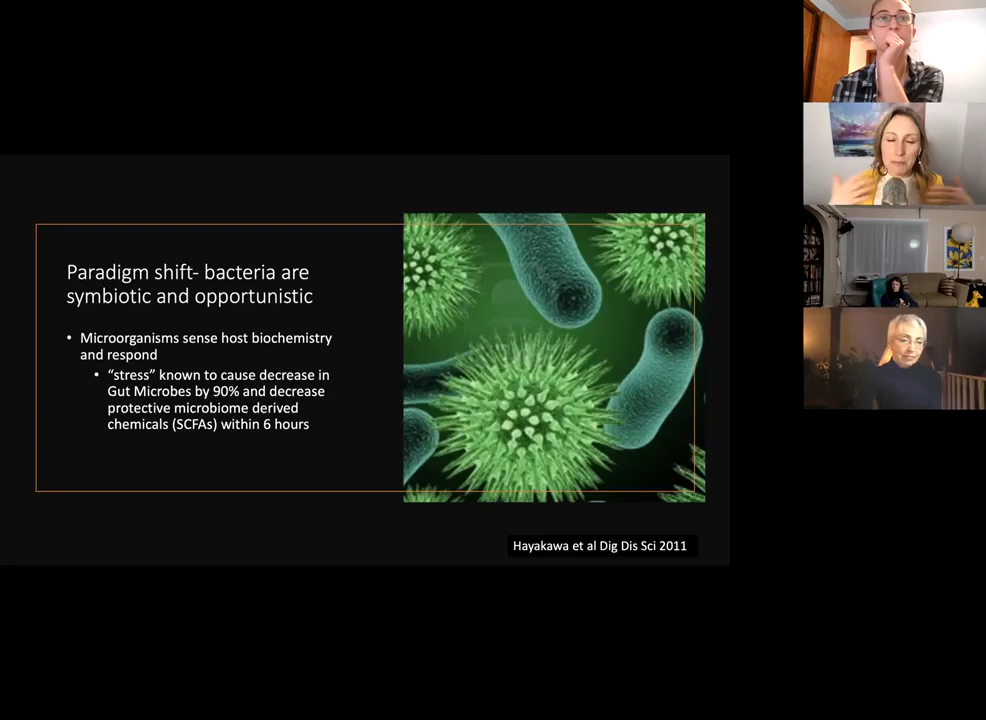 Paradigm shift- bacteria are
symbiotic and opportunistic
• Microorganisms sense host biochemistry
and respond
• “stress” known to cause decrease in
Gut Microbes by 90% and decrease
protective microbiome derived
chemicals (SCFAs) within 6 hours
Hayakawa et al Dig Dis Sci 2011